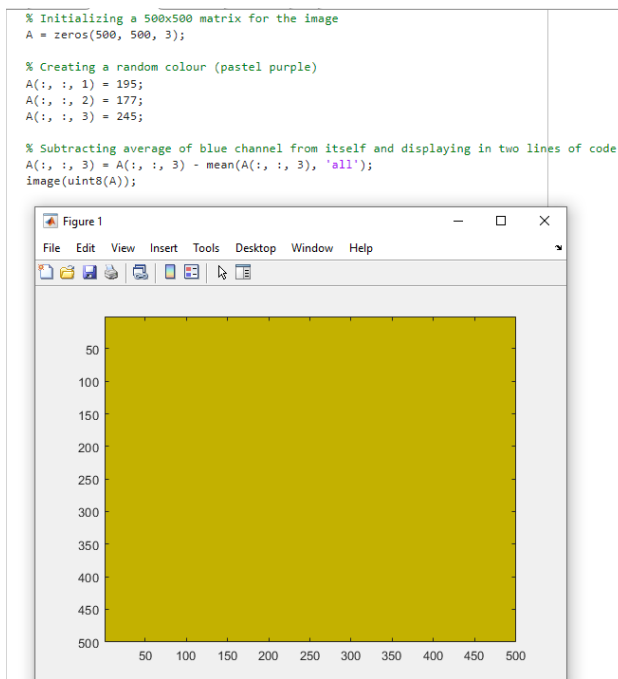 % Initializing a 500x500 matrix for the image
A = zeros(500, 500, 3);
% Creating a random colour (pastel purple)
A(:, :, 1) = 195;
A(:, :, 2) = 177;
A(:, :, 3) = 245;
% Subtracting average of blue channel from itself and displaying in two lines of code
A(:, :, 3) = A(:, :, 3) - mean(A(:, :, 3), 'all');
image(uint8(A));
Figure 1
File Edit View Insert Tools Desktop Window Help
50
100
150
200
250
300
350
400
450
500
50 100 150 200 250 300 350 400 450 500